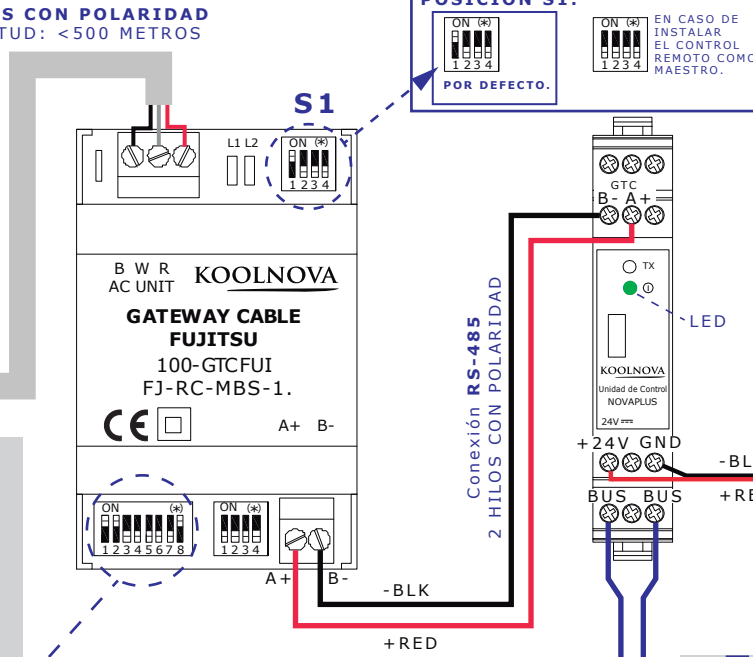 S CON POLARIDAD
TUD: <500 METROS
POSICIÓN S1:
ON (*)
1 2 3 4
POR DEFECTO.
ON (*)
1 2 3 4
EN CASO DE
INSTALAR
EL CONTROL
REMOTO COMO
MAESTRO.
S1
L1 L2
ON (*)
1 2 3 4
B W R
AC UNIT
KOOLNOVA
GATEWAY CABLE
FUJITSU
100-GTCFUI
FJ-RC-MBS-1.
CE
A+ B-
ON (*)
1 2 3 4 5 6 7 8
ON (*)
1 2 3 4
A+ B-
-BLK
+RED
Conexión RS-485
2 HILOS CON POLARIDAD
GTC
B- A+
TX
LED
KOOLNOVA
Unidad de Control
NOVAPLUS
24V
+24V GND
-BL
+RE
BUS BUS